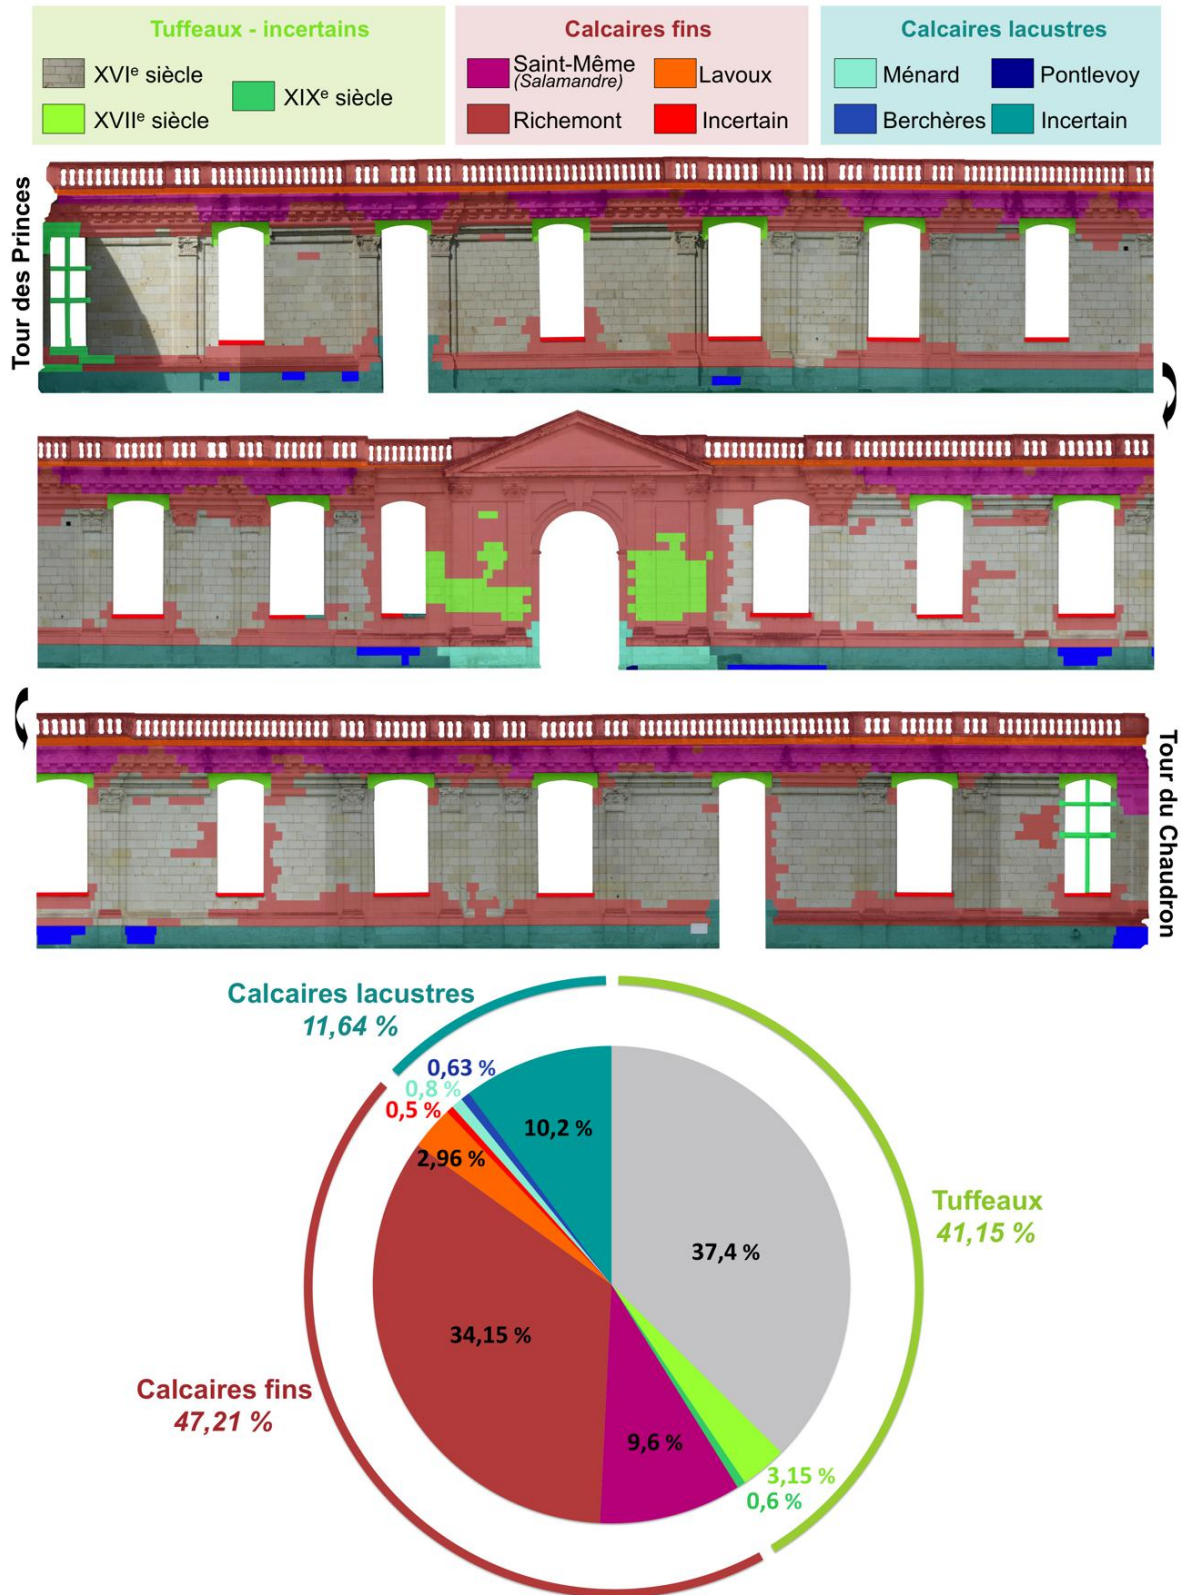 Tuffeaux - incertains
XVIe siècle
XIXe siècle
XVIIe siècle
Calcaires fins
Saint-Même
(Salamandre)
Lavoux
Richemont
Incertain
Calcaires lacustres
Ménard
Pontlevoy
Berchères
Incertain
Tour des Princes
Tour du Chaudron
Calcaires lacustres
11,64 %
0,63 %
0,8 %
0,5 %
10,2 %
2,96 %
37,4 %
Tuffeaux
41,15 %
34,15 %
Calcaires fins
47,21 %
9,6 %
3,15 %
0,6 %